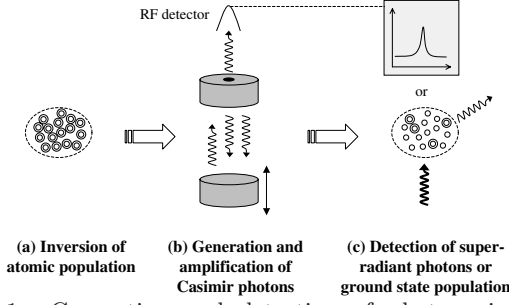 RF detector
or
(a) Inversion of
atomic population
(b) Generation and
amplification of
Casimir photons
(c) Detection of super-
radiant photons or
ground state population